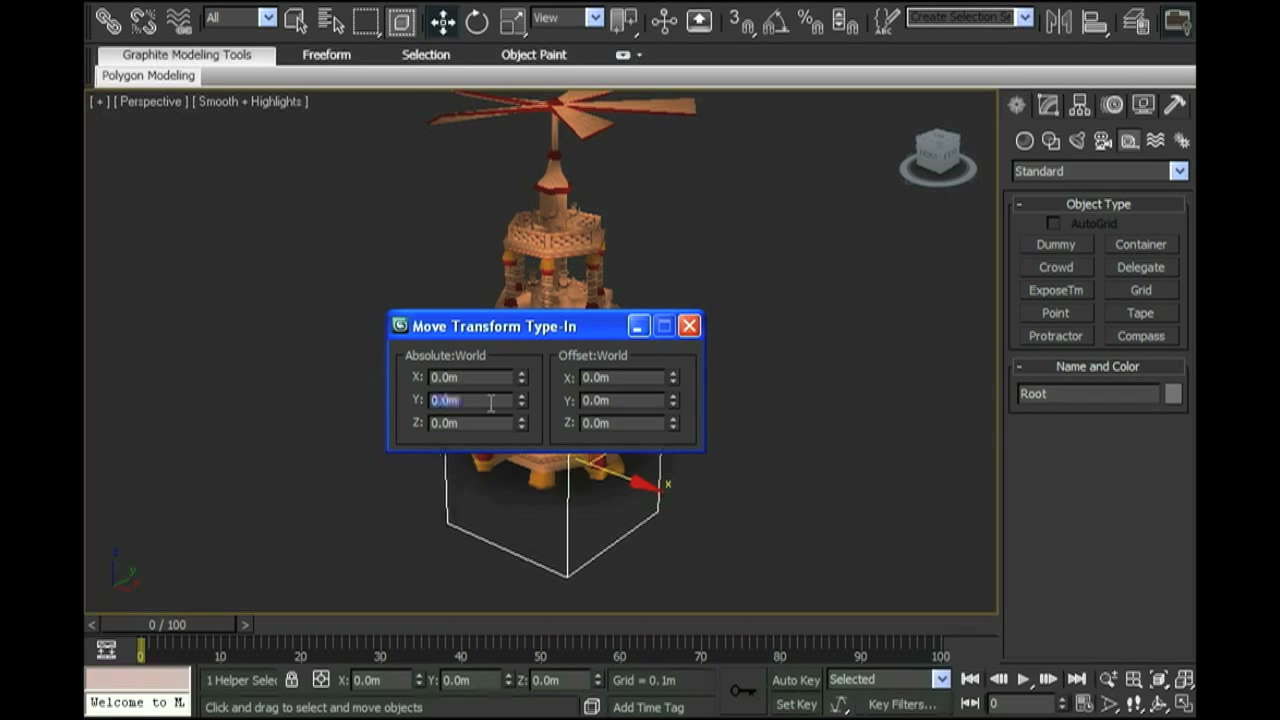 All
View
3
%
ABC
Create Selection Se
Graphite Modeling Tools
Freeform
Selection
Object Paint
Polygon Modeling
[ + ] [ Perspective ] [ Smooth + Highlights ]
Standard
- Object Type
AutoGrid
Dummy Container
Crowd Delegate
ExposeTm Grid
Point Tape
Protractor Compass
- Name and Color
Root
Move Transform Type-In
Absolute:World Offset:World
X: 0.0m X: 0.0m
Y: 0.0m Y: 0.0m
Z: 0.0m Z: 0.0m
x
z
y
< 0 / 100 >
0 10 20 30 40 50 60 70 80 90 100
1 Helper Selec X: 0.0m Y: 0.0m Z: 0.0m Grid = 0.1m Auto Key Selected
Welcome to M
Click and drag to select and move objects Add Time Tag Set Key Key Filters... 0